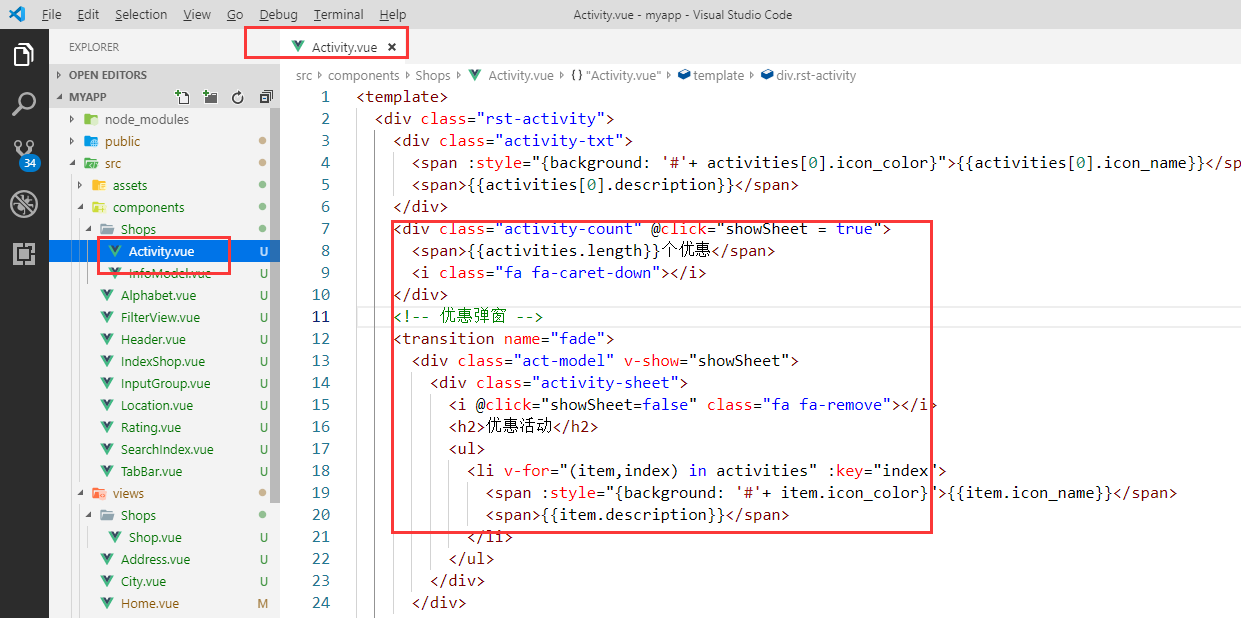 File Edit Selection View Go Debug Terminal Help
Activity.vue - myapp - Visual Studio Code
EXPLORER
Activity.vue ×
OPEN EDITORS
src components Shops Activity.vue {} "Activity.vue" template div.rst-activity
MYAPP
node_modules
public
src
assets
components
Shops
Activity.vue U
InfoModel.vue U
Alphabet.vue U
FilterView.vue U
Header.vue U
IndexShop.vue U
InputGroup.vue U
Location.vue U
Rating.vue U
SearchIndex.vue U
TabBar.vue U
views
Shops
Shop.vue U
Address.vue U
City.vue U
Home.vue M
34
1 <template>
2 <div class="rst-activity">
3 <div class="activity-txt">
4 <span :style="{background: '#'+ activities[0].icon_color}">{{activities[0].icon_name}}</sp
5 <span>{{activities[0].description}}</span>
6 </div>
7 <div class="activity-count" @click="showSheet = true">
8 <span>{{activities.length}}个优惠</span>
9 <i class="fa fa-caret-down"></i>
10 </div>
11 <!-- 优惠弹窗 -->
12 <transition name="fade">
13 <div class="act-model" v-show="showSheet">
14 <div class="activity-sheet">
15 <i @click="showSheet=false" class="fa fa-remove"></i>
16 <h2>优惠活动</h2>
17 <ul>
18 <li v-for="(item,index) in activities" :key="index">
19 <span :style="{background: '#'+ item.icon_color}">{{item.icon_name}}</span>
20 <span>{{item.description}}</span>
21 </li>
22 </ul>
23 </div>
24 </div>